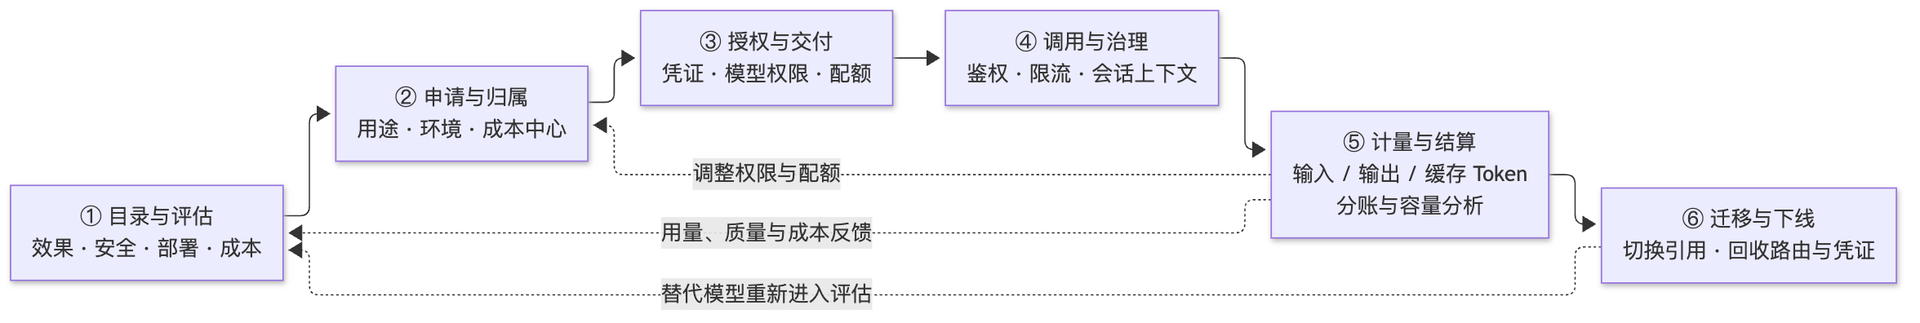 ① 目录与评估
效果 · 安全 · 部署 · 成本
② 申请与归属
用途 · 环境 · 成本中心
③ 授权与交付
凭证 · 模型权限 · 配额
④ 调用与治理
鉴权 · 限流 · 会话上下文
⑤ 计量与结算
输入 / 输出 / 缓存 Token
分账与容量分析
⑥ 迁移与下线
切换引用 · 回收路由与凭证
调整权限与配额
用量、质量与成本反馈
替代模型重新进入评估